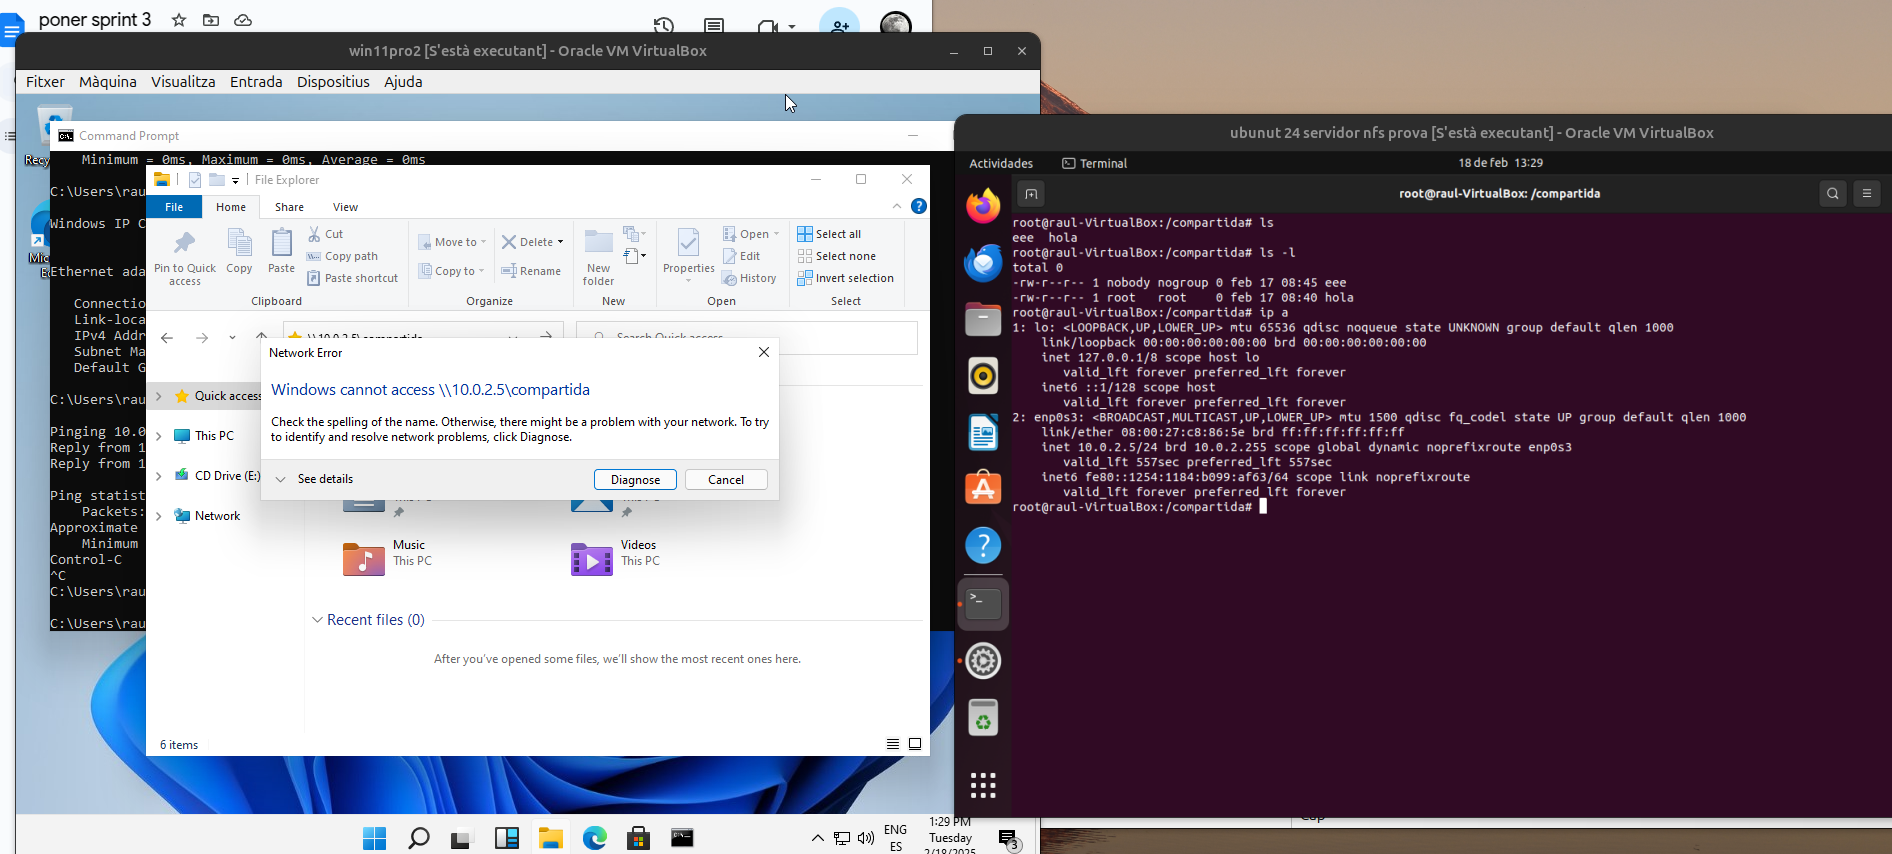 poner sprint 3
win11pro2 [S'està executant] - Oracle VM VirtualBox
Fitxer Màquina Visualitza Entrada Dispositius Ajuda
Command Prompt
Minimum = 0ms, Maximum = 0ms, Average = 0ms
C:\Users\rau
Windows IP C
Ethernet ada
Connectio
Link-loca
IPv4 Addr
Subnet Ma
Default G
C:\Users\rau
Pinging 10.0
Reply from 1
Reply from 1
Ping statist
Packets:
Approximate
Minimum
Control-C
^C
C:\Users\rau
C:\Users\rau
File Explorer
File Home Share View
Pin to Quick access
Copy
Paste
Cut
Copy path
Paste shortcut
Clipboard
Move to
Copy to
Delete
Rename
Organize
New folder
New
Properties
Open
Edit
History
Open
Select all
Select none
Invert selection
Select
\\10.0.2.5\compartida
Search Quick access
Quick access
This PC
CD Drive (E:)
Network
Network Error
Windows cannot access \\10.0.2.5\compartida
Check the spelling of the name. Otherwise, there might be a problem with your network. To try
to identify and resolve network problems, click Diagnose.
See details
Diagnose
Cancel
This PC
This PC
Music
This PC
Videos
This PC
Recent files (0)
After you've opened some files, we'll show the most recent ones here.
6 items
ENG
ES
1:29 PM
Tuesday
2/18/2025
3
ubunut 24 servidor nfs prova [S'està executant] - Oracle VM VirtualBox
Actividades Terminal 18 de feb 13:29
root@raul-VirtualBox: /compartida
root@raul-VirtualBox:/compartida# ls
eee hola
root@raul-VirtualBox:/compartida# ls -l
total 0
-rw-r--r-- 1 nobody nogroup 0 feb 17 08:45 eee
-rw-r--r-- 1 root root 0 feb 17 08:40 hola
root@raul-VirtualBox:/compartida# ip a
1: lo: <LOOPBACK,UP,LOWER_UP> mtu 65536 qdisc noqueue state UNKNOWN group default qlen 1000
link/loopback 00:00:00:00:00:00 brd 00:00:00:00:00:00
inet 127.0.0.1/8 scope host lo
valid_lft forever preferred_lft forever
inet6 ::1/128 scope host
valid_lft forever preferred_lft forever
2: enp0s3: <BROADCAST,MULTICAST,UP,LOWER_UP> mtu 1500 qdisc fq_codel state UP group default qlen 1000
link/ether 08:00:27:c8:86:5e brd ff:ff:ff:ff:ff:ff
inet 10.0.2.5/24 brd 10.0.2.255 scope global dynamic noprefixroute enp0s3
valid_lft 557sec preferred_lft 557sec
inet6 fe80::1254:1184:b099:af63/64 scope link noprefixroute
valid_lft forever preferred_lft forever
root@raul-VirtualBox:/compartida#